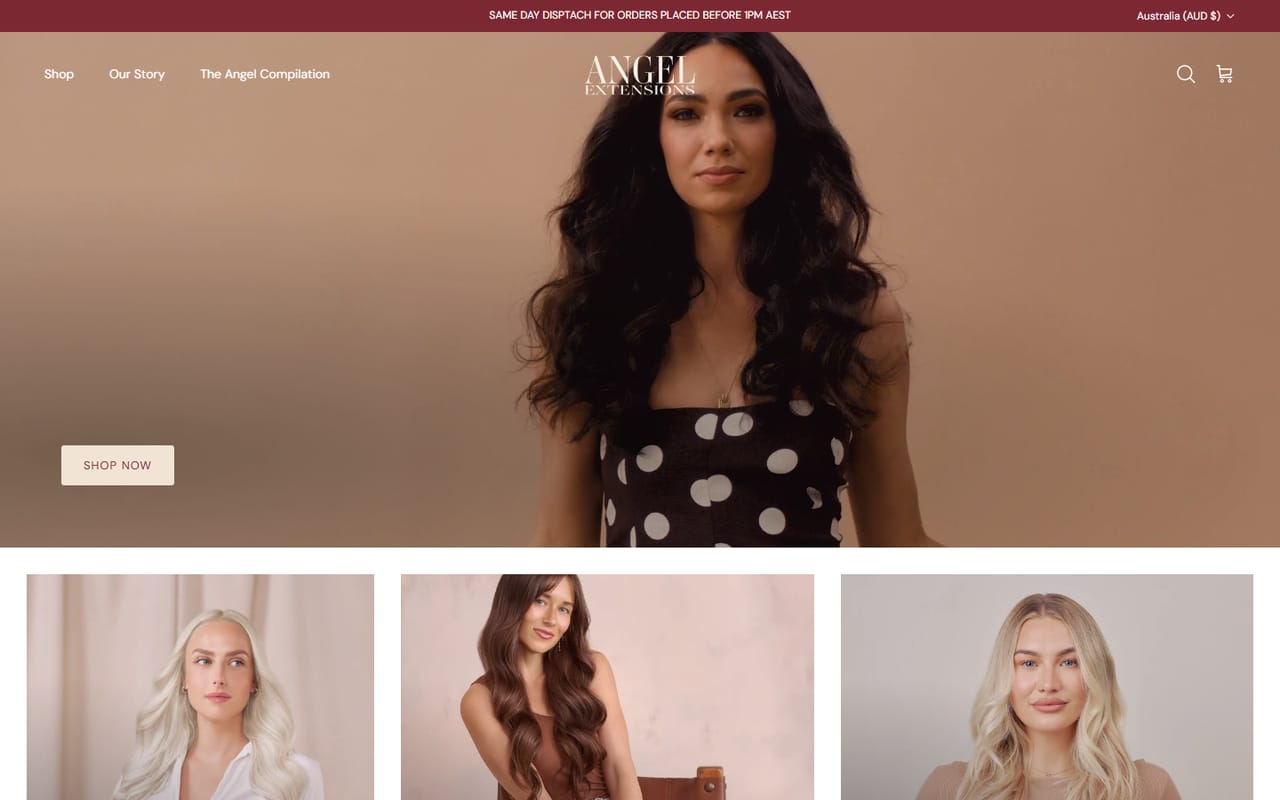 SAME DAY DISPTACH FOR ORDERS PLACED BEFORE 1PM AEST
Australia (AUD $)
Shop
Our Story
The Angel Compilation
ANGEL
EXTENSIONS
SHOP NOW